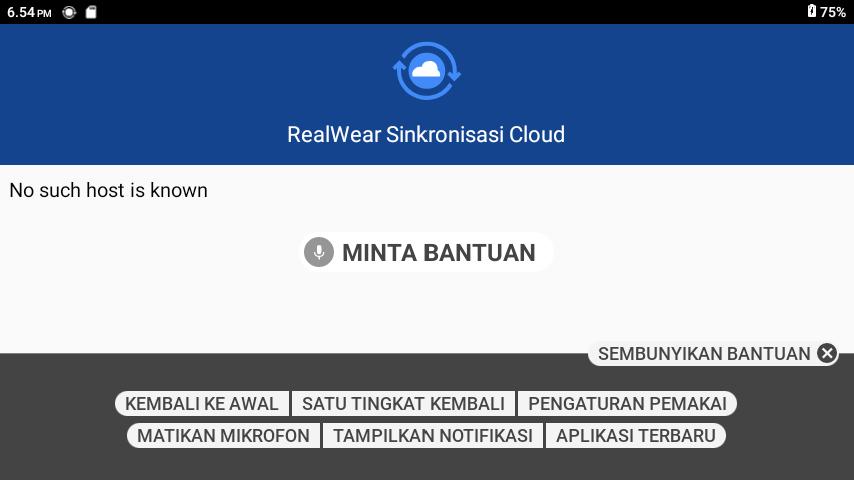 6.54 PM 75%
RealWear Sinkronisasi Cloud
No such host is known
MINTA BANTUAN
SEMBUNYIKAN BANTUAN
KEMBALI KE AWAL SATU TINGKAT KEMBALI PENGATURAN PEMAKAI
MATIKAN MIKROFON TAMPILKAN NOTIFIKASI APLIKASI TERBARU